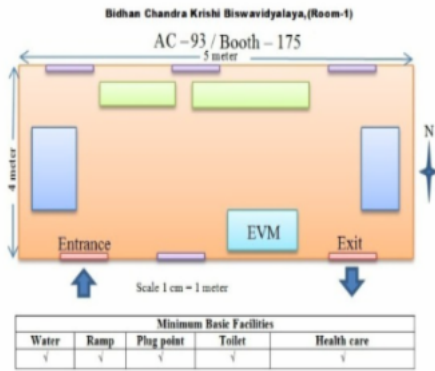 Bidhan Chandra Krishi Biswavidyalaya,(Room-1)
AC –93 / Booth – 175
5 meter
4 meter
N
EVM
Entrance
Exit
Scale 1 cm = 1 meter
Minimum Basic Facilities
Water Ramp Plug point Toilet Health care
√ √ √ √ √